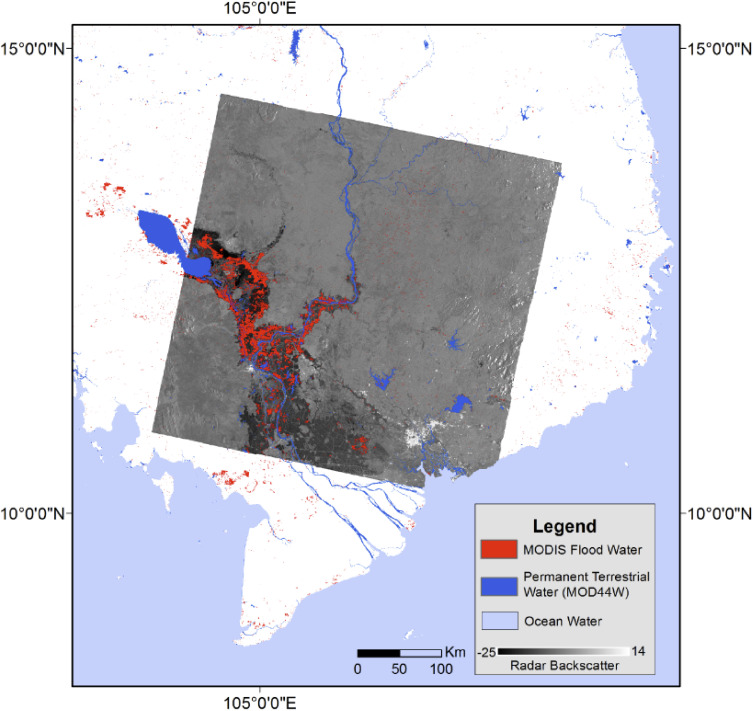 105°0'0"E
15°0'0"N
15°0'0"N
10°0'0"N
10°0'0"N
Legend
MODIS Flood Water
Permanent Terrestrial
Water (MOD44W)
Ocean Water
-25 14
Radar Backscatter
Km
0 50 100
105°0'0"E